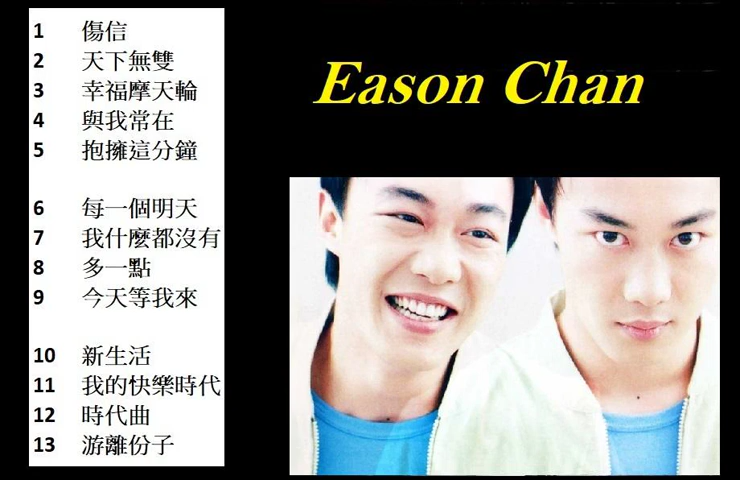 1 傷信
2 天下無雙
3 幸福摩天輪
4 與我常在
5 抱擁這分鐘
6 每一個明天
7 我什麼都沒有
8 多一點
9 今天等我來
10 新生活
11 我的快樂時代
12 時代曲
13 游離份子
Eason Chan